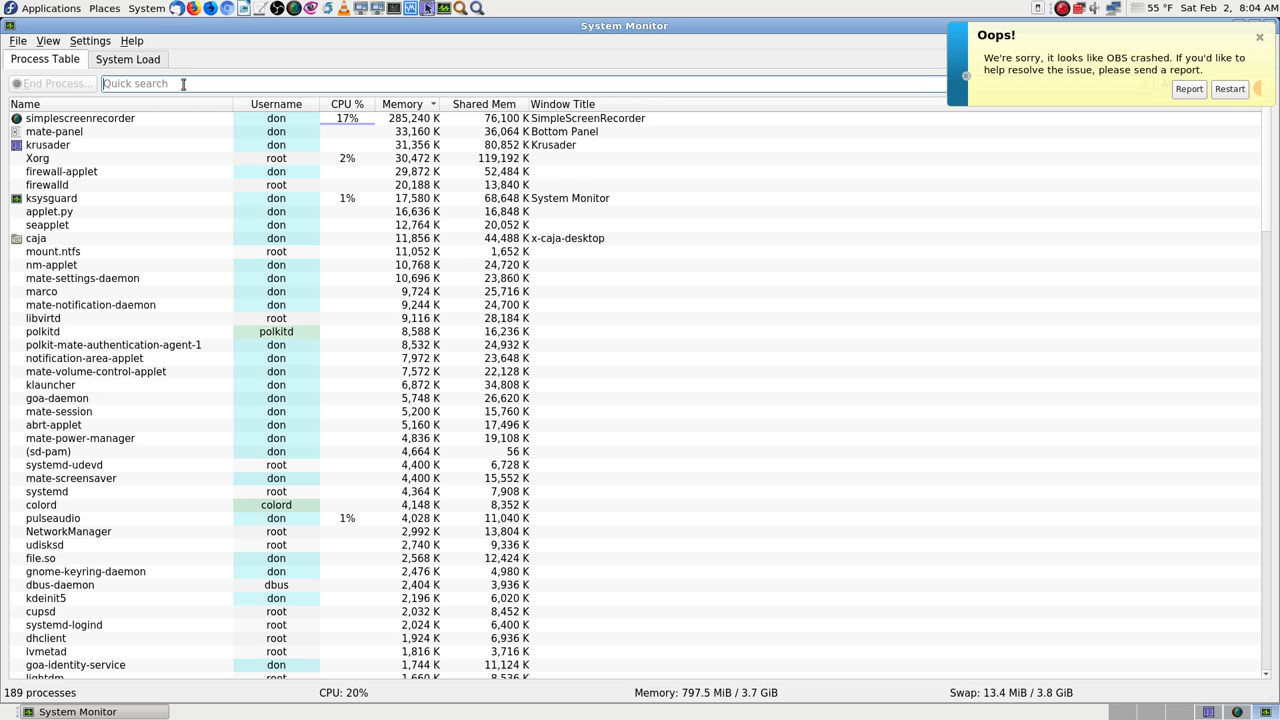 Applications Places System 55 °F Sat Feb 2, 8:04 AM
System Monitor
File View Settings Help
Process Table System Load
End Process... Quick search
Oops!
We're sorry, it looks like OBS crashed. If you'd like to
help resolve the issue, please send a report.
Report Restart
Name Username CPU % Memory Shared Mem Window Title
simplescreenrecorder don 17% 285,240 K 76,100 K SimpleScreenRecorder
mate-panel don 33,160 K 36,064 K Bottom Panel
krusader don 31,356 K 80,852 K Krusader
Xorg root 2% 30,472 K 119,192 K
firewall-applet don 29,872 K 52,484 K
firewalld root 20,188 K 13,840 K
ksysguard don 1% 17,580 K 68,648 K System Monitor
applet.py don 16,636 K 16,848 K
seapplet don 12,764 K 20,052 K
caja don 11,856 K 44,488 K x-caja-desktop
mount.ntfs root 11,052 K 1,652 K
nm-applet don 10,768 K 24,720 K
mate-settings-daemon don 10,696 K 23,860 K
marco don 9,724 K 25,716 K
mate-notification-daemon don 9,244 K 24,700 K
libvirtd root 9,116 K 28,184 K
polkitd polkitd 8,588 K 16,236 K
polkit-mate-authentication-agent-1 don 8,532 K 24,932 K
notification-area-applet don 7,972 K 23,648 K
mate-volume-control-applet don 7,572 K 22,128 K
klauncher don 6,872 K 34,808 K
goa-daemon don 5,748 K 26,620 K
mate-session don 5,200 K 15,760 K
abrt-applet don 5,160 K 17,496 K
mate-power-manager don 4,836 K 19,108 K
(sd-pam) don 4,664 K 56 K
systemd-udevd root 4,400 K 6,728 K
mate-screensaver don 4,400 K 15,552 K
systemd root 4,364 K 7,908 K
colord colord 4,148 K 8,352 K
pulseaudio don 1% 4,028 K 11,040 K
NetworkManager root 2,992 K 13,804 K
udisksd root 2,740 K 9,336 K
file.so don 2,568 K 12,424 K
gnome-keyring-daemon don 2,476 K 4,980 K
dbus-daemon dbus 2,404 K 3,936 K
kdeinit5 don 2,196 K 6,020 K
cupsd root 2,032 K 8,452 K
systemd-logind root 2,024 K 6,400 K
dhclient root 1,924 K 6,936 K
lvmetad root 1,816 K 3,716 K
goa-identity-service don 1,744 K 11,124 K
lightdm root 1,660 K 8,536 K
189 processes CPU: 20% Memory: 797.5 MiB / 3.7 GiB Swap: 13.4 MiB / 3.8 GiB
System Monitor